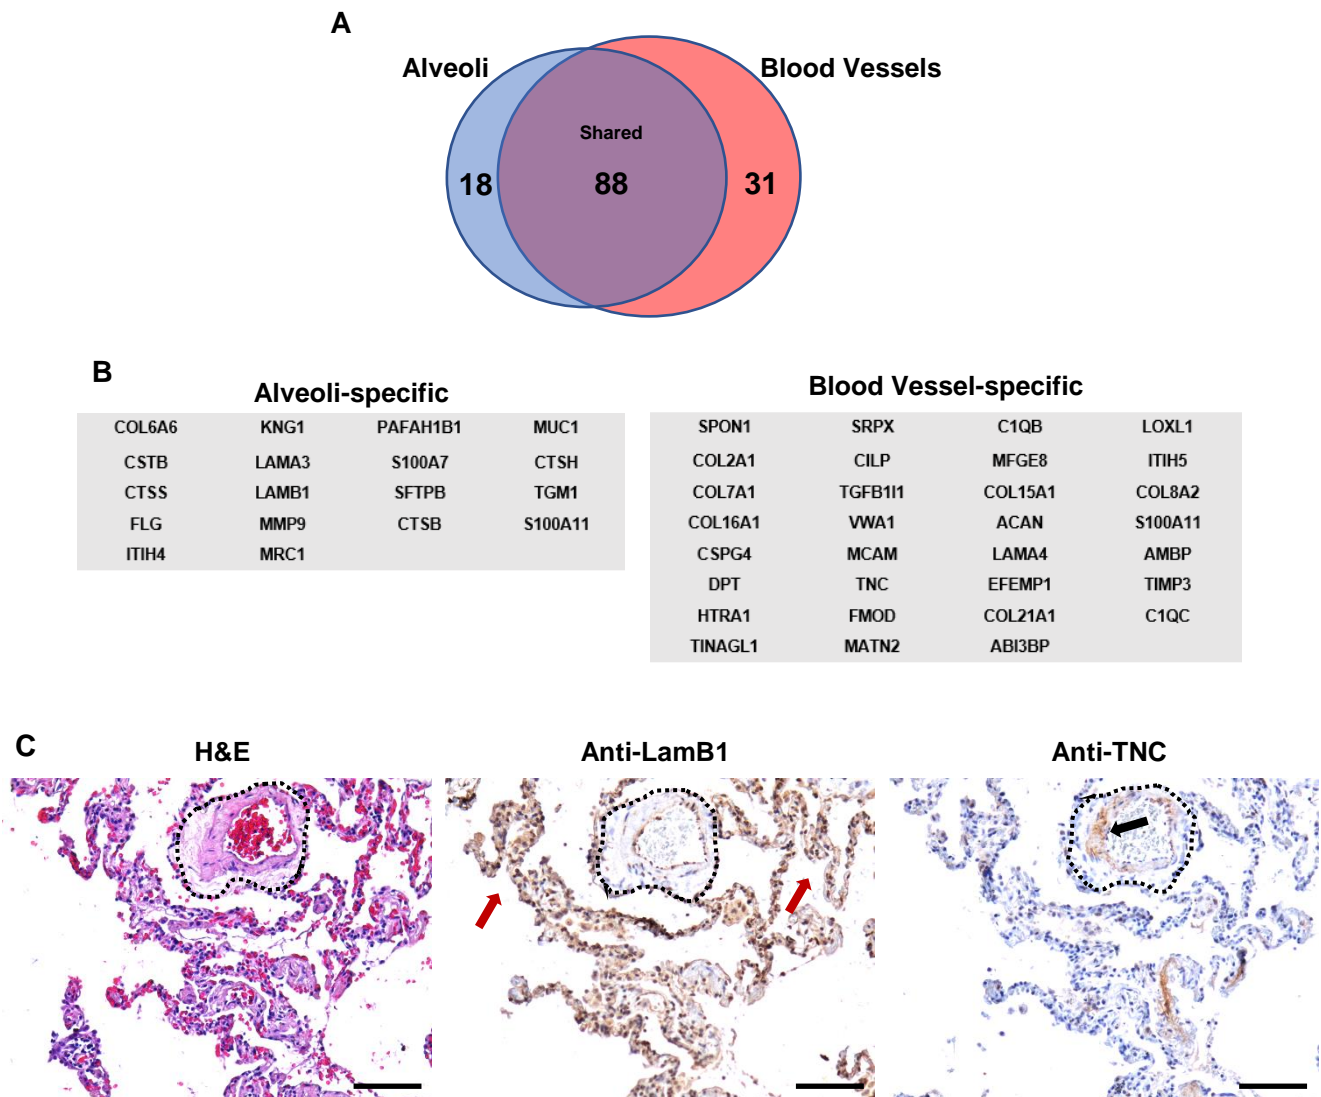 A
Alveoli
Blood Vessels
Shared
18
88
31
B
Alveoli-specific
COL6A6 KNG1 PAFAH1B1 MUC1
CSTB LAMA3 S100A7 CTSH
CTSS LAMB1 SFTPB TGM1
FLG MMP9 CTSB S100A11
ITIH4 MRC1
Blood Vessel-specific
SPON1 SRPX C1QB LOXL1
COL2A1 CILP MFGE8 ITIH5
COL7A1 TGFB1I1 COL15A1 COL8A2
COL16A1 VWA1 ACAN S100A11
CSPG4 MCAM LAMA4 AMBP
DPT TNC EFEMP1 TIMP3
HTRA1 FMOD COL21A1 C1QC
TINAGL1 MATN2 ABI3BP
C
H&E
Anti-LamB1
Anti-TNC